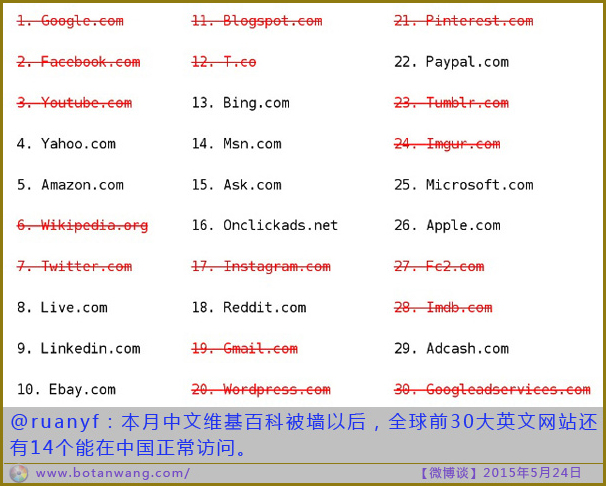 1. Google.com
2. Facebook.com
3. Youtube.com
4. Yahoo.com
5. Amazon.com
6. Wikipedia.org
7. Twitter.com
8. Live.com
9. Linkedin.com
10. Ebay.com
11. Blogspot.com
12. T.co
13. Bing.com
14. Msn.com
15. Ask.com
16. Onclickads.net
17. Instagram.com
18. Reddit.com
19. Gmail.com
20. Wordpress.com
21. Pinterest.com
22. Paypal.com
23. Tumblr.com
24. Imgur.com
25. Microsoft.com
26. Apple.com
27. Fc2.com
28. Imdb.com
29. Adcash.com
30. Googleadservices.com
@ruanyf：本月中文维基百科被墙以后，全球前30大英文网站还
有14个能在中国正常访问。
www.botanwang.com/
【微博谈】2015年5月24日